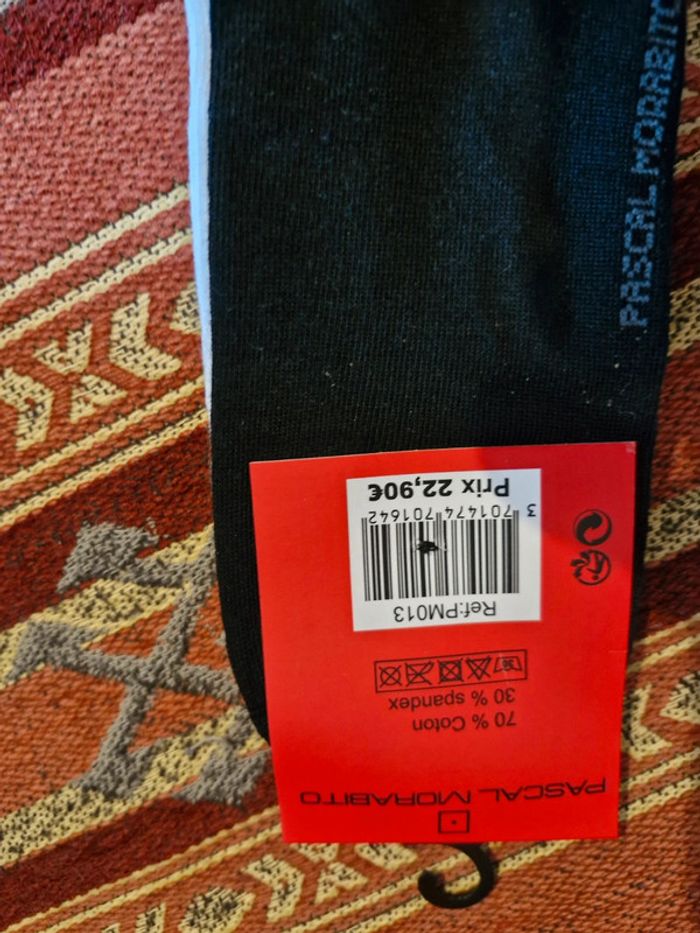 PASCAL MORABITO
PASCAL MORABITO
70 % Coton
30 % spandex
Ref:PM013
3 701474 701642
Prix 22,90€